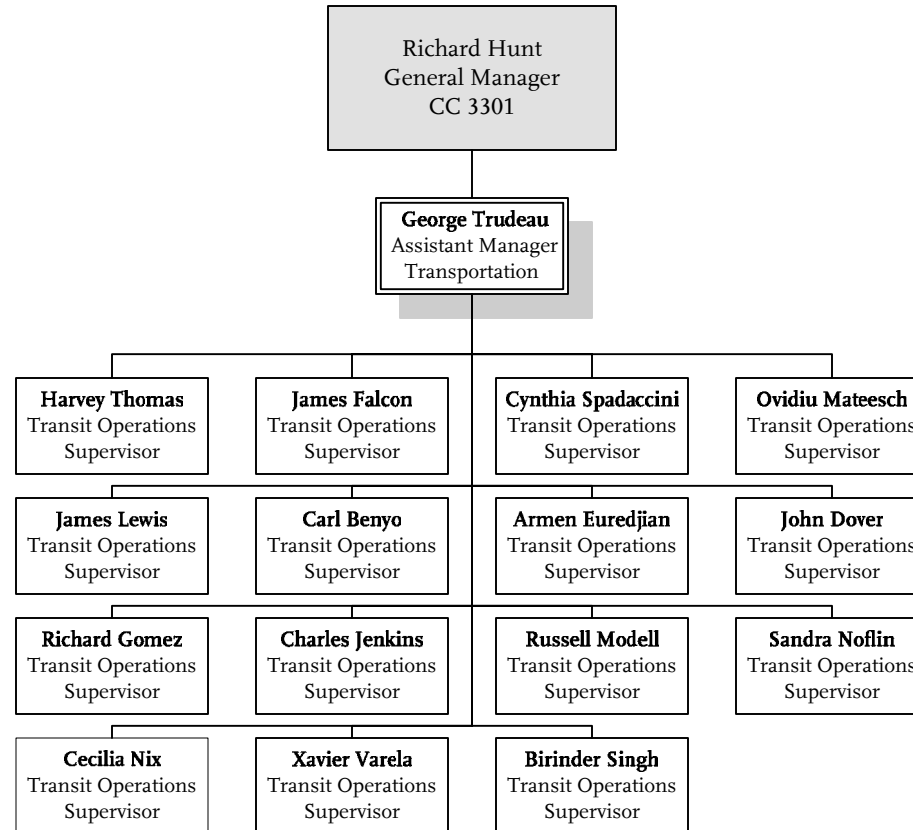 Richard Hunt
General Manager
CC 3301
George Trudeau
Assistant Manager
Transportation
Harvey Thomas
Transit Operations
Supervisor
James Falcon
Transit Operations
Supervisor
Cynthia Spadaccini
Transit Operations
Supervisor
Ovidiu Mateesch
Transit Operations
Supervisor
James Lewis
Transit Operations
Supervisor
Carl Benyo
Transit Operations
Supervisor
Armen Euredjian
Transit Operations
Supervisor
John Dover
Transit Operations
Supervisor
Richard Gomez
Transit Operations
Supervisor
Charles Jenkins
Transit Operations
Supervisor
Russell Modell
Transit Operations
Supervisor
Sandra Noflin
Transit Operations
Supervisor
Cecilia Nix
Transit Operations
Supervisor
Xavier Varela
Transit Operations
Supervisor
Birinder Singh
Transit Operations
Supervisor